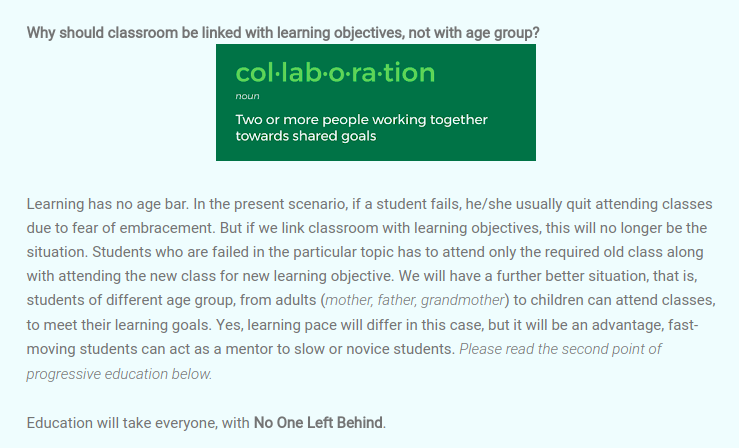 Why should classroom be linked with learning objectives, not with age group?
col·lab·o·ra·tion
noun
Two or more people working together
towards shared goals
Learning has no age bar. In the present scenario, if a student fails, he/she usually quit attending classes
due to fear of embracement. But if we link classroom with learning objectives, this will no longer be the
situation. Students who are failed in the particular topic has to attend only the required old class along
with attending the new class for new learning objective. We will have a further better situation, that is,
students of different age group, from adults (mother, father, grandmother) to children can attend classes,
to meet their learning goals. Yes, learning pace will differ in this case, but it will be an advantage, fast-
moving students can act as a mentor to slow or novice students. Please read the second point of
progressive education below.
Education will take everyone, with No One Left Behind.